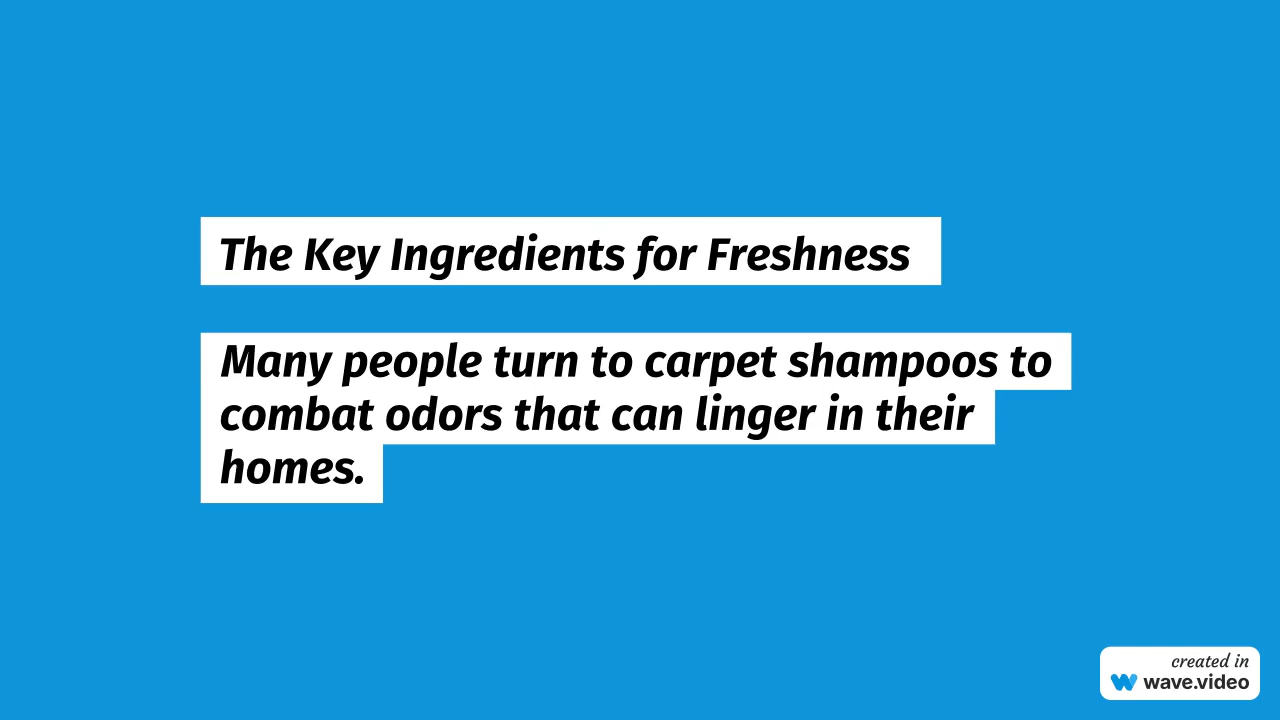 The Key Ingredients for Freshness
Many people turn to carpet shampoos to
combat odors that can linger in their
homes.
created in
wave.video